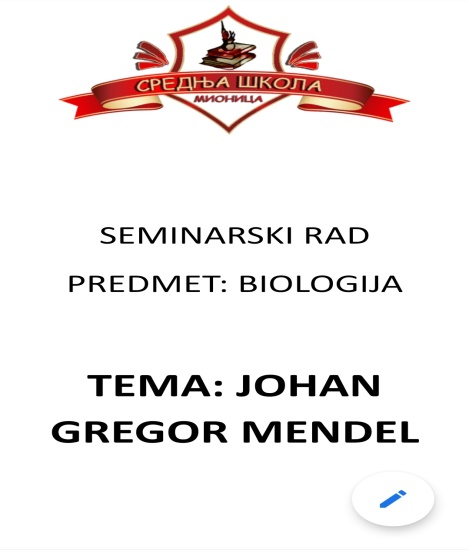 СРЕДЊА ШКОЛА
МИОНИЦА
SEMINARSKI RAD
PREDMET: BIOLOGIJA
TEMA: JOHAN
GREGOR MENDEL